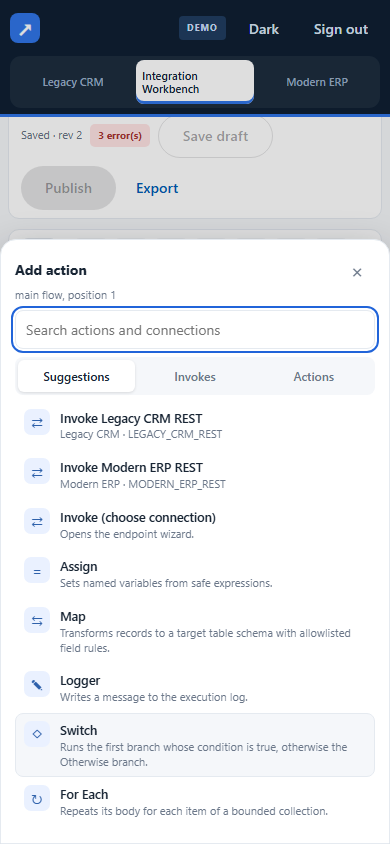 DEMO
Dark
Sign out
Legacy CRM
Integration
Workbench
Modern ERP
Saved · rev 2
3 error(s)
Save draft
Publish
Export
Add action
main flow, position 1
Search actions and connections
Suggestions
Invokes
Actions
Invoke Legacy CRM REST
Legacy CRM · LEGACY_CRM_REST
Invoke Modern ERP REST
Modern ERP · MODERN_ERP_REST
Invoke (choose connection)
Opens the endpoint wizard.
Assign
Sets named variables from safe expressions.
Map
Transforms records to a target table schema with allowlisted
field rules.
Logger
Writes a message to the execution log.
Switch
Runs the first branch whose condition is true, otherwise the
Otherwise branch.
For Each
Repeats its body for each item of a bounded collection.